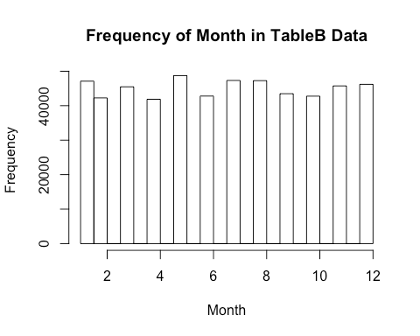 Frequency of Month in TableB Data
Frequency
40000
20000
0
2 4 6 8 10 12
Month